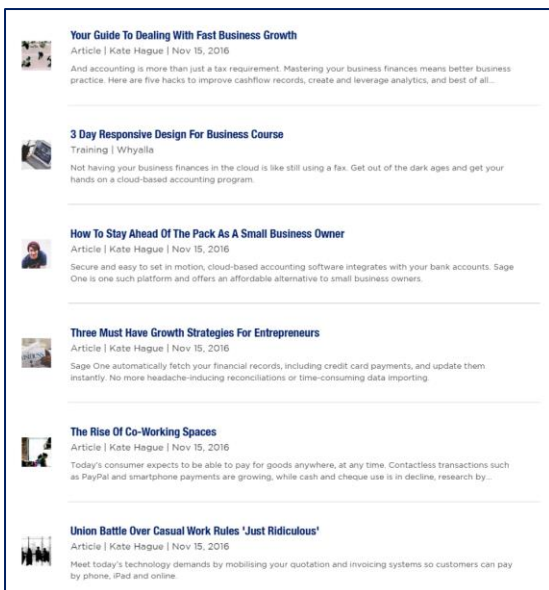 Your Guide To Dealing With Fast Business Growth
Article | Kate Hague | Nov 15, 2016
And accounting is more than just a tax requirement. Mastering your business finances means better business
practice. Here are five hacks to improve cashflow records, create and leverage analytics, and best of all...
3 Day Responsive Design For Business Course
Training | Whyalla
Not having your business finances in the cloud is like still using a fax. Get out of the dark ages and get your
hands on a cloud-based accounting program.
How To Stay Ahead Of The Pack As A Small Business Owner
Article | Kate Hague | Nov 15, 2016
Secure and easy to set in motion, cloud-based accounting software integrates with your bank accounts. Sage
One is one such platform and offers an affordable alternative to small business owners.
Three Must Have Growth Strategies For Entrepreneurs
Article | Kate Hague | Nov 15, 2016
Sage One automatically fetch your financial records, including credit card payments, and update them
instantly. No more headache-inducing reconciliations or time-consuming data importing.
The Rise Of Co-Working Spaces
Article | Kate Hague | Nov 15, 2016
Today's consumer expects to be able to pay for goods anywhere, at any time. Contactless transactions such
as PayPal and smartphone payments are growing, while cash and cheque use is in decline, research by...
Union Battle Over Casual Work Rules 'Just Ridiculous'
Article | Kate Hague | Nov 15, 2016
Meet today's technology demands by mobilising your quotation and invoicing systems so customers can pay
by phone, iPad and online.